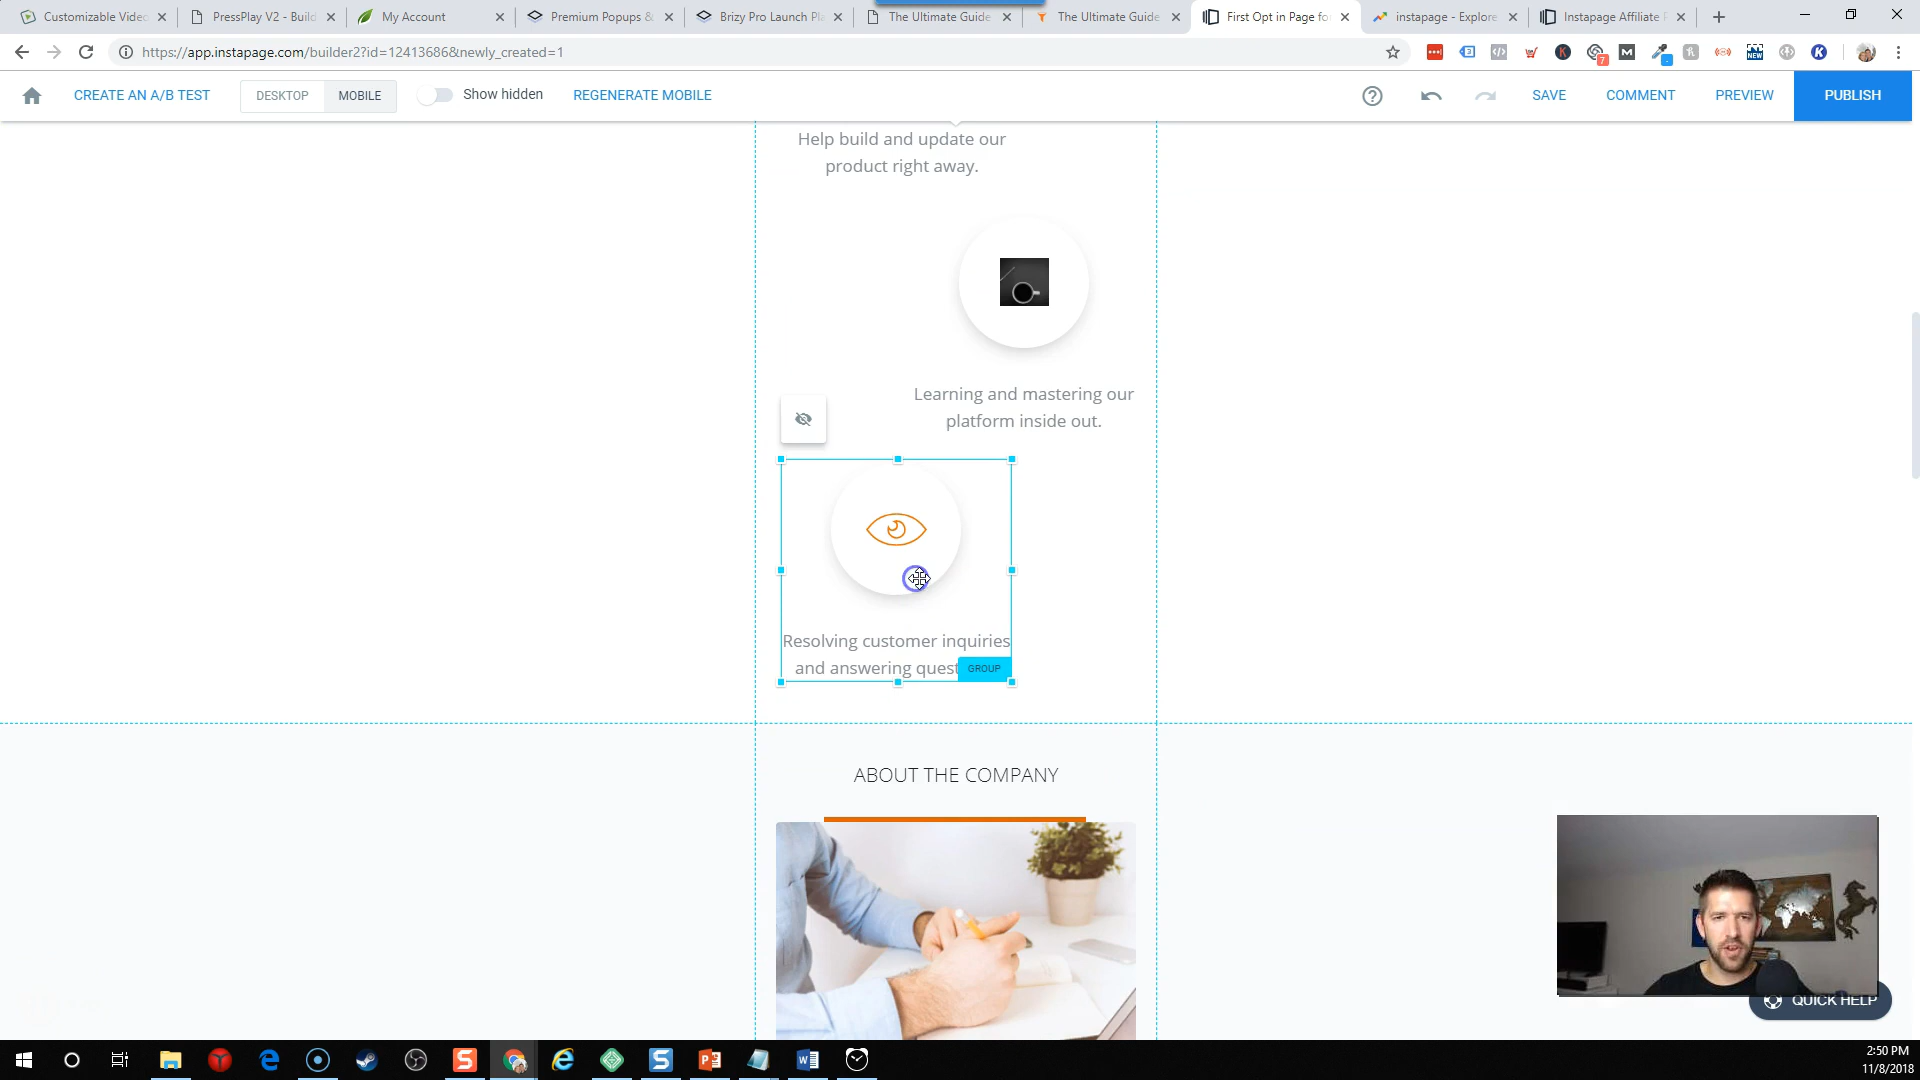 Customizable Video
PressPlay V2 - Build
My Account
Premium Popups &
Brizy Pro Launch Pla
The Ultimate Guide
The Ultimate Guide
First Opt in Page fo
instapage - Explore
Instapage Affiliate P
https://app.instapage.com/builder2?id=12413686&newly_created=1
7
CREATE AN A/B TEST
DESKTOP
MOBILE
Show hidden
REGENERATE MOBILE
SAVE
COMMENT
PREVIEW
PUBLISH
Help build and update our
product right away.
Learning and mastering our
platform inside out.
Resolving customer inquiries
and answering quest
GROUP
ABOUT THE COMPANY
QUICK HELP
2:50 PM
11/8/2018